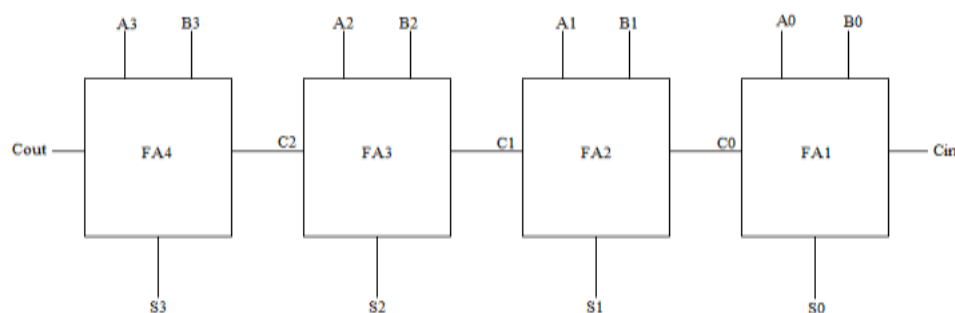 A3 B3 A2 B2 A1 B1 A0 B0
Cout FA4 C2 FA3 C1 FA2 C0 FA1 Cin
S3 S2 S1 S0